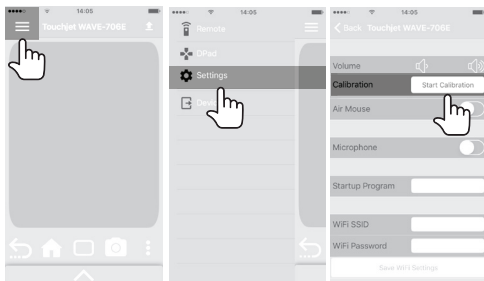 14:05
Touchjet WAVE-706E
14:05
Remote
DPad
Settings
14:05
Back Touchjet WAVE-706E
Volume
Calibration Start Calibration
Air Mouse
Microphone
Startup Program
WiFi SSID
WiFi Password
Save WiFi Settings